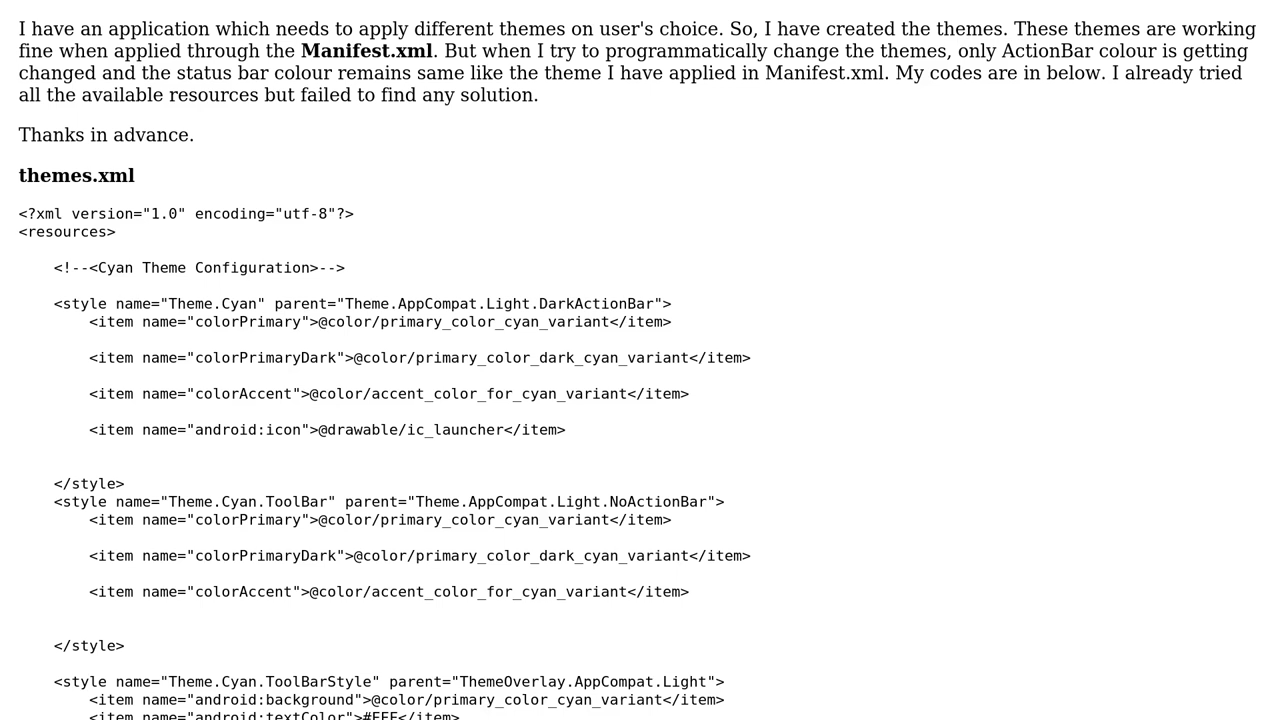 I have an application which needs to apply different themes on user's choice. So, I have created the themes. These themes are working
fine when applied through the Manifest.xml. But when I try to programmatically change the themes, only ActionBar colour is getting
changed and the status bar colour remains same like the theme I have applied in Manifest.xml. My codes are in below. I already tried
all the available resources but failed to find any solution.
Thanks in advance.
themes.xml
<?xml version="1.0" encoding="utf-8"?>
<resources>
<!--<Cyan Theme Configuration>-->
<style name="Theme.Cyan" parent="Theme.AppCompat.Light.DarkActionBar">
<item name="colorPrimary">@color/primary_color_cyan_variant</item>
<item name="colorPrimaryDark">@color/primary_color_dark_cyan_variant</item>
<item name="colorAccent">@color/accent_color_for_cyan_variant</item>
<item name="android:icon">@drawable/ic_launcher</item>
</style>
<style name="Theme.Cyan.ToolBar" parent="Theme.AppCompat.Light.NoActionBar">
<item name="colorPrimary">@color/primary_color_cyan_variant</item>
<item name="colorPrimaryDark">@color/primary_color_dark_cyan_variant</item>
<item name="colorAccent">@color/accent_color_for_cyan_variant</item>
</style>
<style name="Theme.Cyan.ToolBarStyle" parent="ThemeOverlay.AppCompat.Light">
<item name="android:background">@color/primary_color_cyan_variant</item>
<item name="android:textColor">#FFF</item>